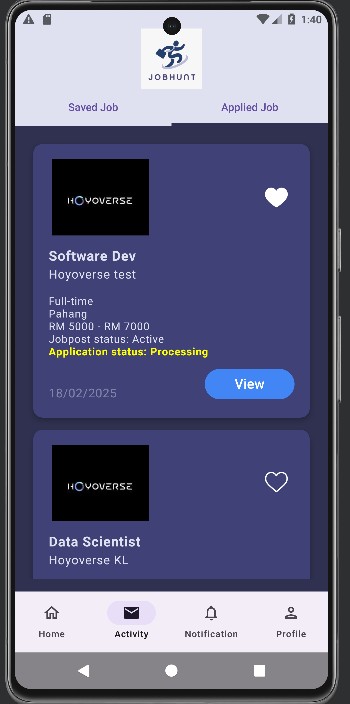 1:40
JOBHUNT
Saved Job
Applied Job
HOYOVERSE
Software Dev
Hoyoverse test
Full-time
Pahang
RM 5000 - RM 7000
Jobpost status: Active
Application status: Processing
18/02/2025
View
HOYOVERSE
Data Scientist
Hoyoverse KL
Home
Activity
Notification
Profile